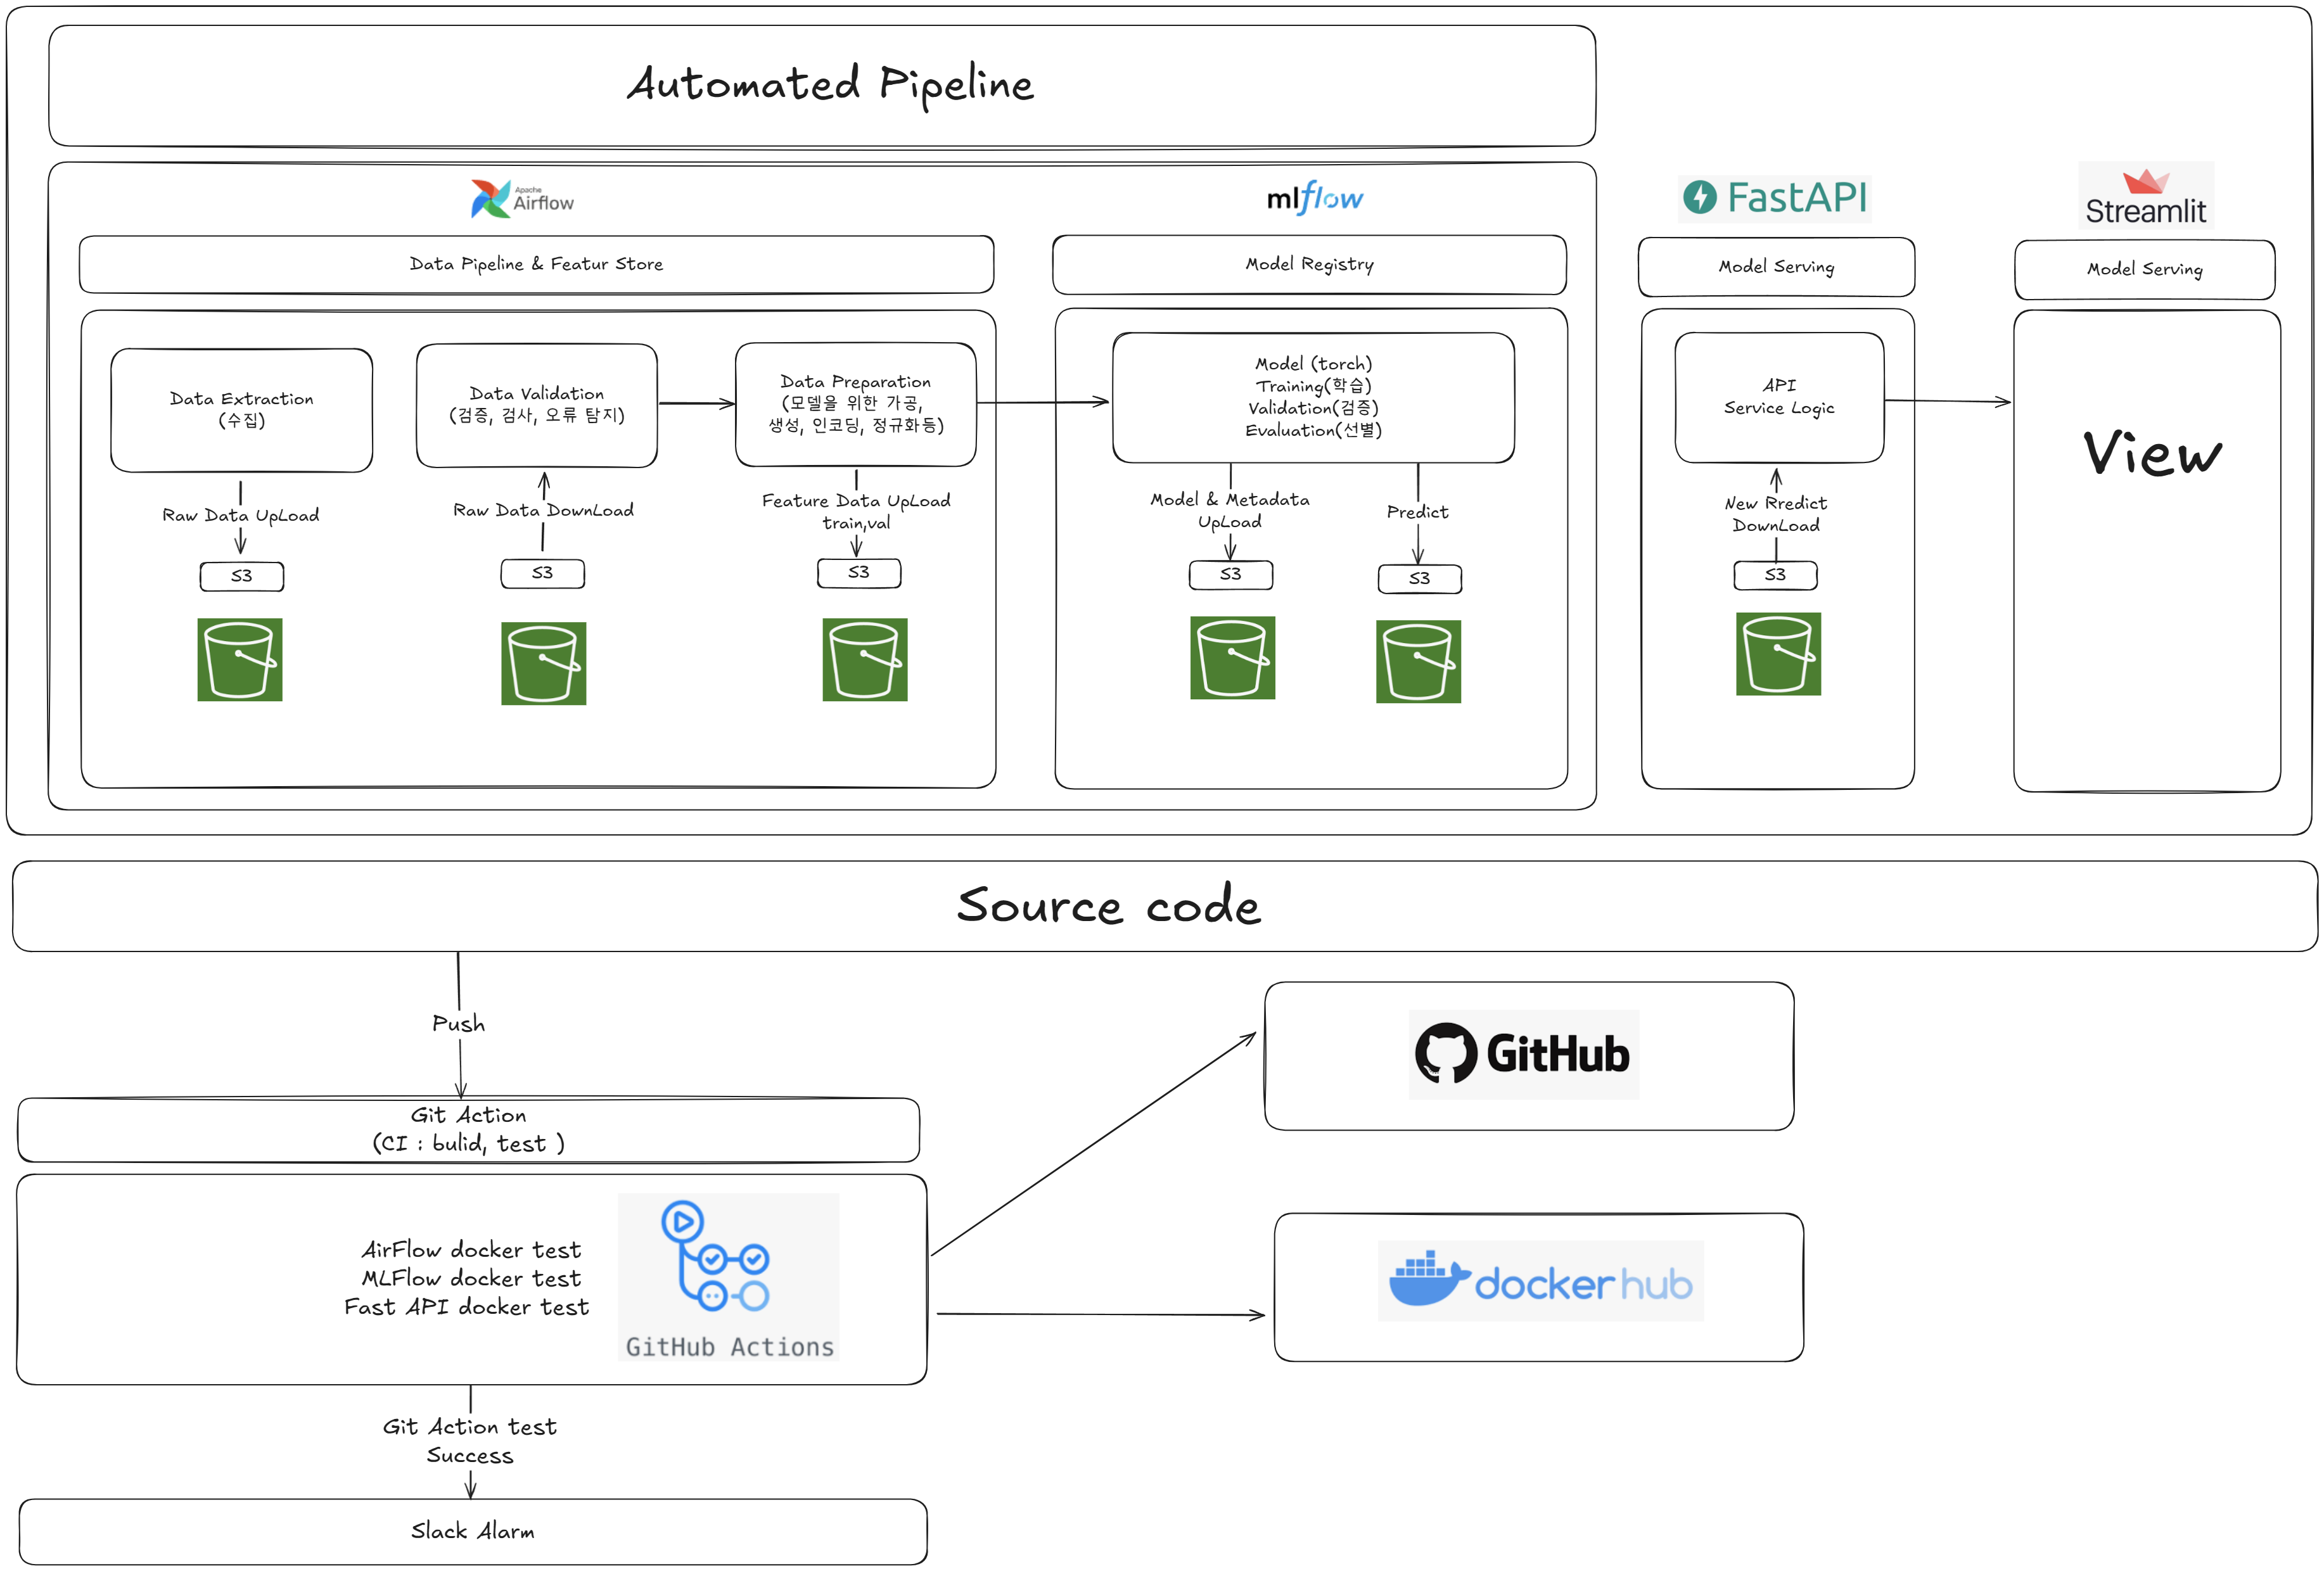 Automated Pipeline
Apache
Airflow
mlflow
FastAPI
Streamlit
Data Pipeline & Featur Store
Model Registry
Model Serving
Model Serving
Data Extraction
(수집)
Data Validation
(검증, 검사, 오류 탐지)
Data Preparation
(모델을 위한 가공,
생성, 인코딩, 정규화등)
Model (torch)
Training(학습)
Validation(검증)
Evaluation(선별)
API
Service Logic
View
Raw Data UpLoad
Raw Data DownLoad
Feature Data UpLoad
train,val
Model & Metadata
UpLoad
Predict
New Rredict
DownLoad
S3
S3
S3
S3
S3
S3
Source code
Push
Git Action
(CI : bulid, test )
AirFlow docker test
MLFlow docker test
Fast API docker test
GitHub Actions
GitHub
dockerhub
Git Action test
Success
Slack Alarm